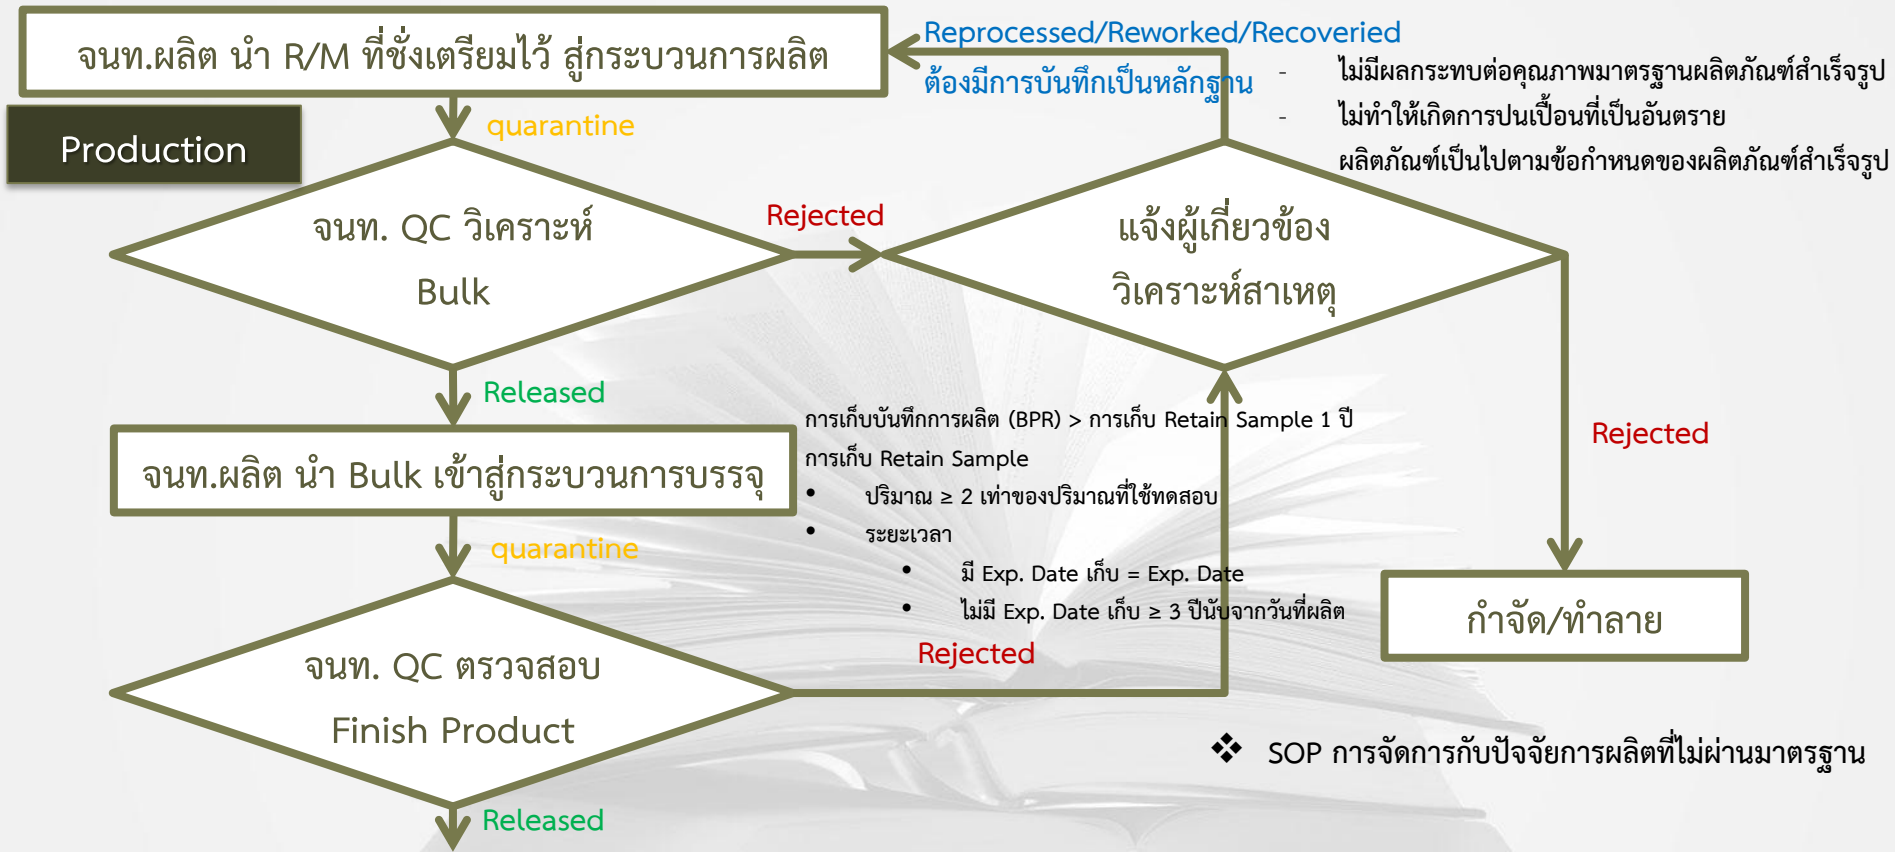 จนท.ผลิต นำ R/M ที่ชั่งเตรียมไว้ สู่กระบวนการผลิต
Reprocessed/Reworked/Recoveried
ต้องมีการบันทึกเป็นหลักฐาน
- ไม่มีผลกระทบต่อคุณภาพมาตรฐานผลิตภัณฑ์สำเร็จรูป
- ไม่ทำให้เกิดการปนเปื้อนที่เป็นอันตราย
ผลิตภัณฑ์เป็นไปตามข้อกำหนดของผลิตภัณฑ์สำเร็จรูป
Production
quarantine
จนท. QC วิเคราะห์
Bulk
Rejected
แจ้งผู้เกี่ยวข้อง
วิเคราะห์สาเหตุ
Released
Rejected
จนท.ผลิต นำ Bulk เข้าสู่กระบวนการบรรจุ
การเก็บบันทึกการผลิต (BPR) > การเก็บ Retain Sample 1 ปี
การเก็บ Retain Sample
• ปริมาณ ≥ 2 เท่าของปริมาณที่ใช้ทดสอบ
• ระยะเวลา
• มี Exp. Date เก็บ = Exp. Date
• ไม่มี Exp. Date เก็บ ≥ 3 ปีนับจากวันที่ผลิต
quarantine
กำจัด/ทำลาย
จนท. QC ตรวจสอบ
Finish Product
Rejected
❖ SOP การจัดการกับปัจจัยการผลิตที่ไม่ผ่านมาตรฐาน
Released